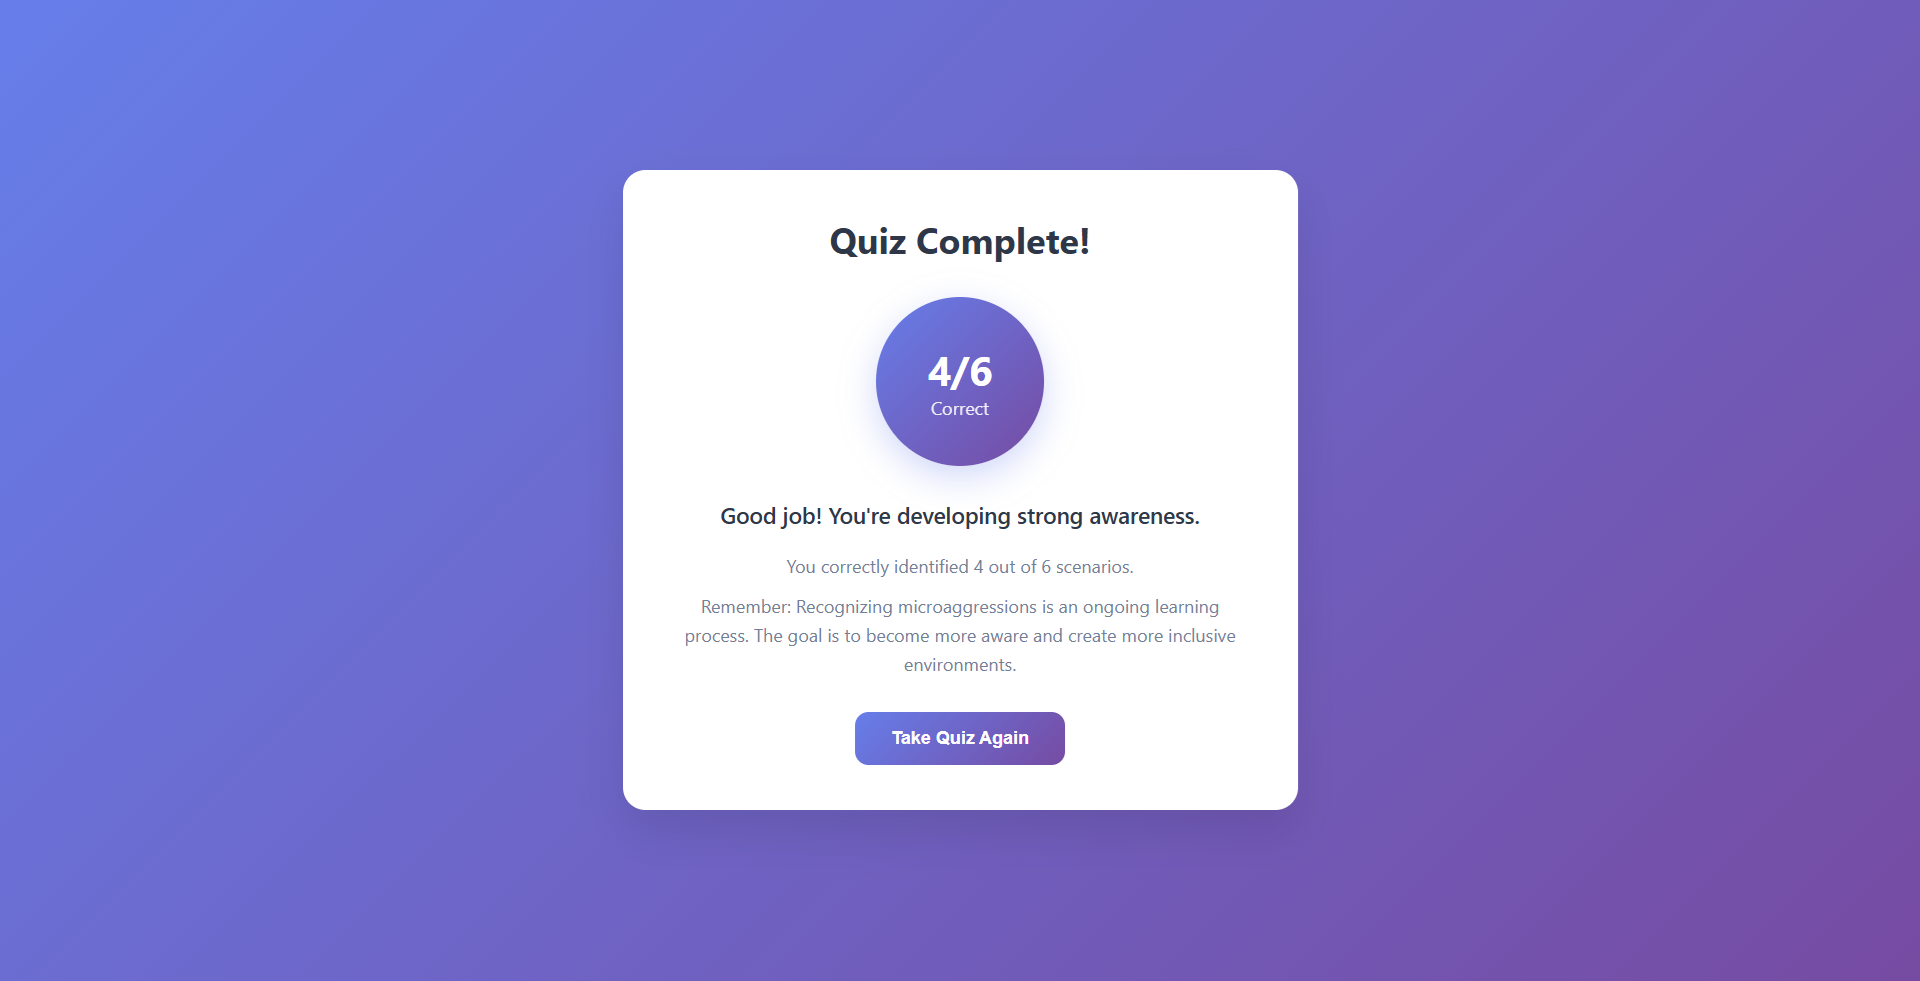 Quiz Complete!
4/6
Correct
Good job! You're developing strong awareness.
You correctly identified 4 out of 6 scenarios.
Remember: Recognizing microaggressions is an ongoing learning
process. The goal is to become more aware and create more inclusive
environments.
Take Quiz Again